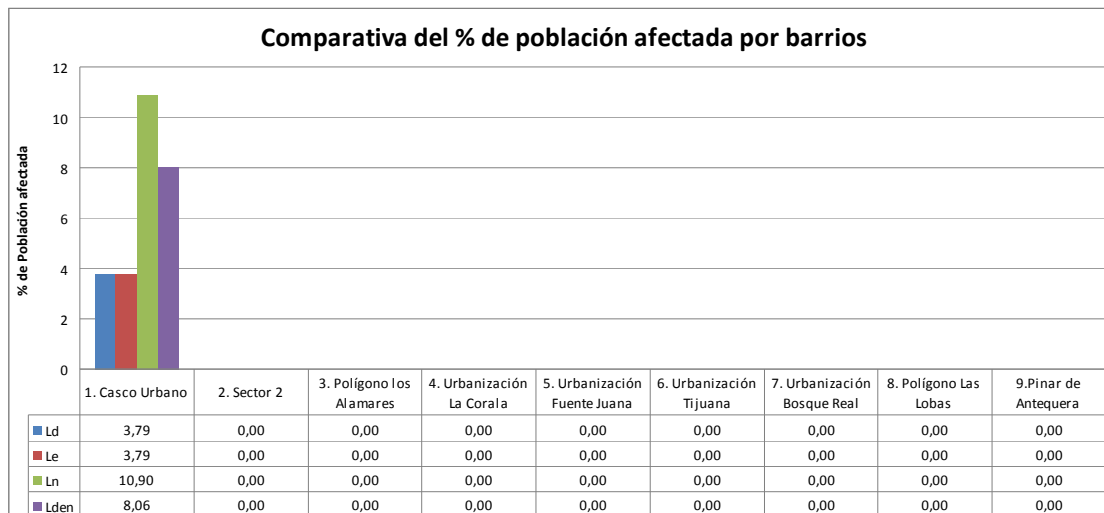 Comparativa del % de población afectada por barrios
% de Población afectada
12
10
8
6
4
2
0
1. Casco Urbano 2. Sector 2 3. Polígono los Alamares 4. Urbanización La Corala 5. Urbanización Fuente Juana 6. Urbanización Tijuana 7. Urbanización Bosque Real 8. Polígono Las Lobas 9.Pinar de Antequera
Ld 3,79 0,00 0,00 0,00 0,00 0,00 0,00 0,00 0,00
Le 3,79 0,00 0,00 0,00 0,00 0,00 0,00 0,00 0,00
Ln 10,90 0,00 0,00 0,00 0,00 0,00 0,00 0,00 0,00
Lden 8,06 0,00 0,00 0,00 0,00 0,00 0,00 0,00 0,00